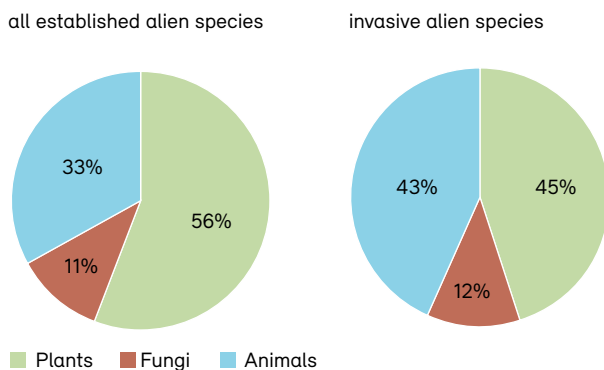 all established alien species
invasive alien species
33%
56%
11%
43%
45%
12%
Plants
Fungi
Animals